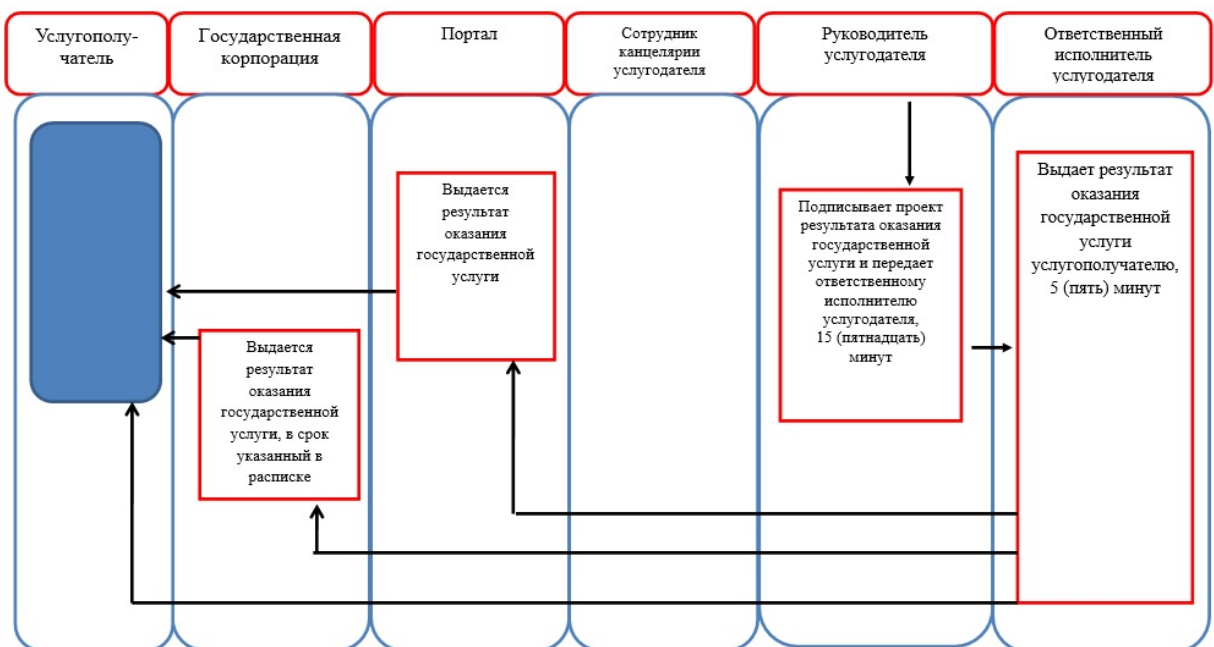 Услугополу-
чатель
Государственная
корпорация
Портал
Сотрудник
канцелярии
услугодателя
Руководитель
услугодателя
Ответственный
исполнитель
услугодателя
Выдается
результат
оказания
государственной
услуги
Выдается
результат
оказания
государственной
услуги, в срок
указанный в
расписке
Подписывает проект
результата оказания
государственной
услуги и передает
ответственному
исполнителю
услугодателя,
15 (пятнадцать)
минут
Выдает результат
оказания
государственной
услуги
услугополучателю,
5 (пять) минут